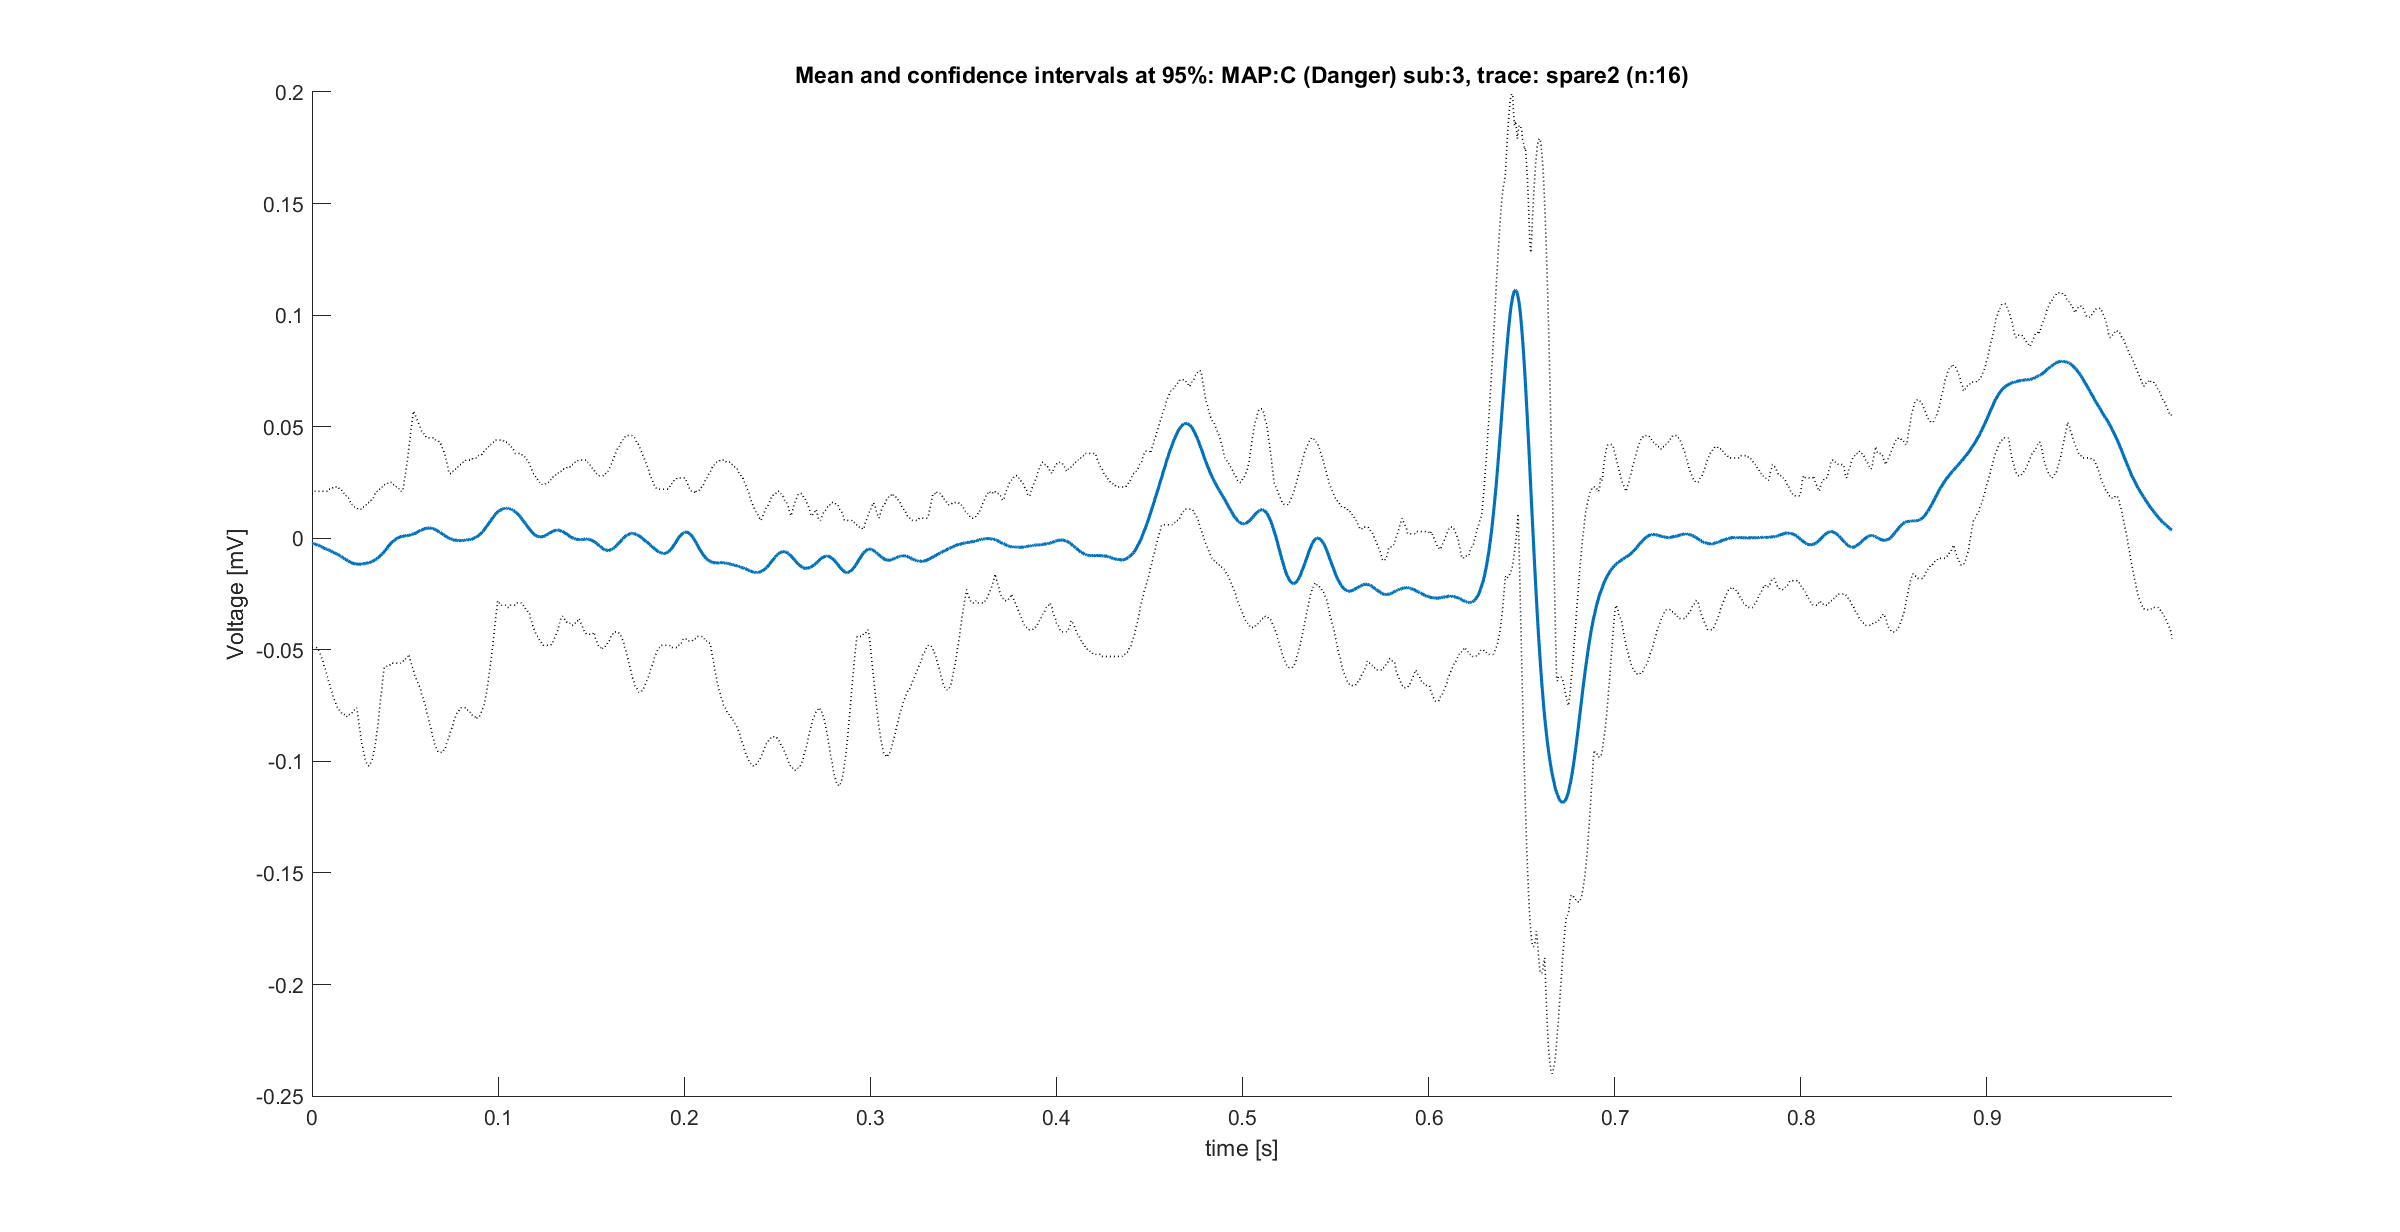 Mean and confidence intervals at 95%: MAP:C (Danger) sub:3, trace: spare2 (n:16)
0.2
0.15
0.1
0.05
0
-0.05
-0.1
-0.15
-0.2
-0.25
Voltage [mV]
0 0.1 0.2 0.3 0.4 0.5 0.6 0.7 0.8 0.9
time [s]